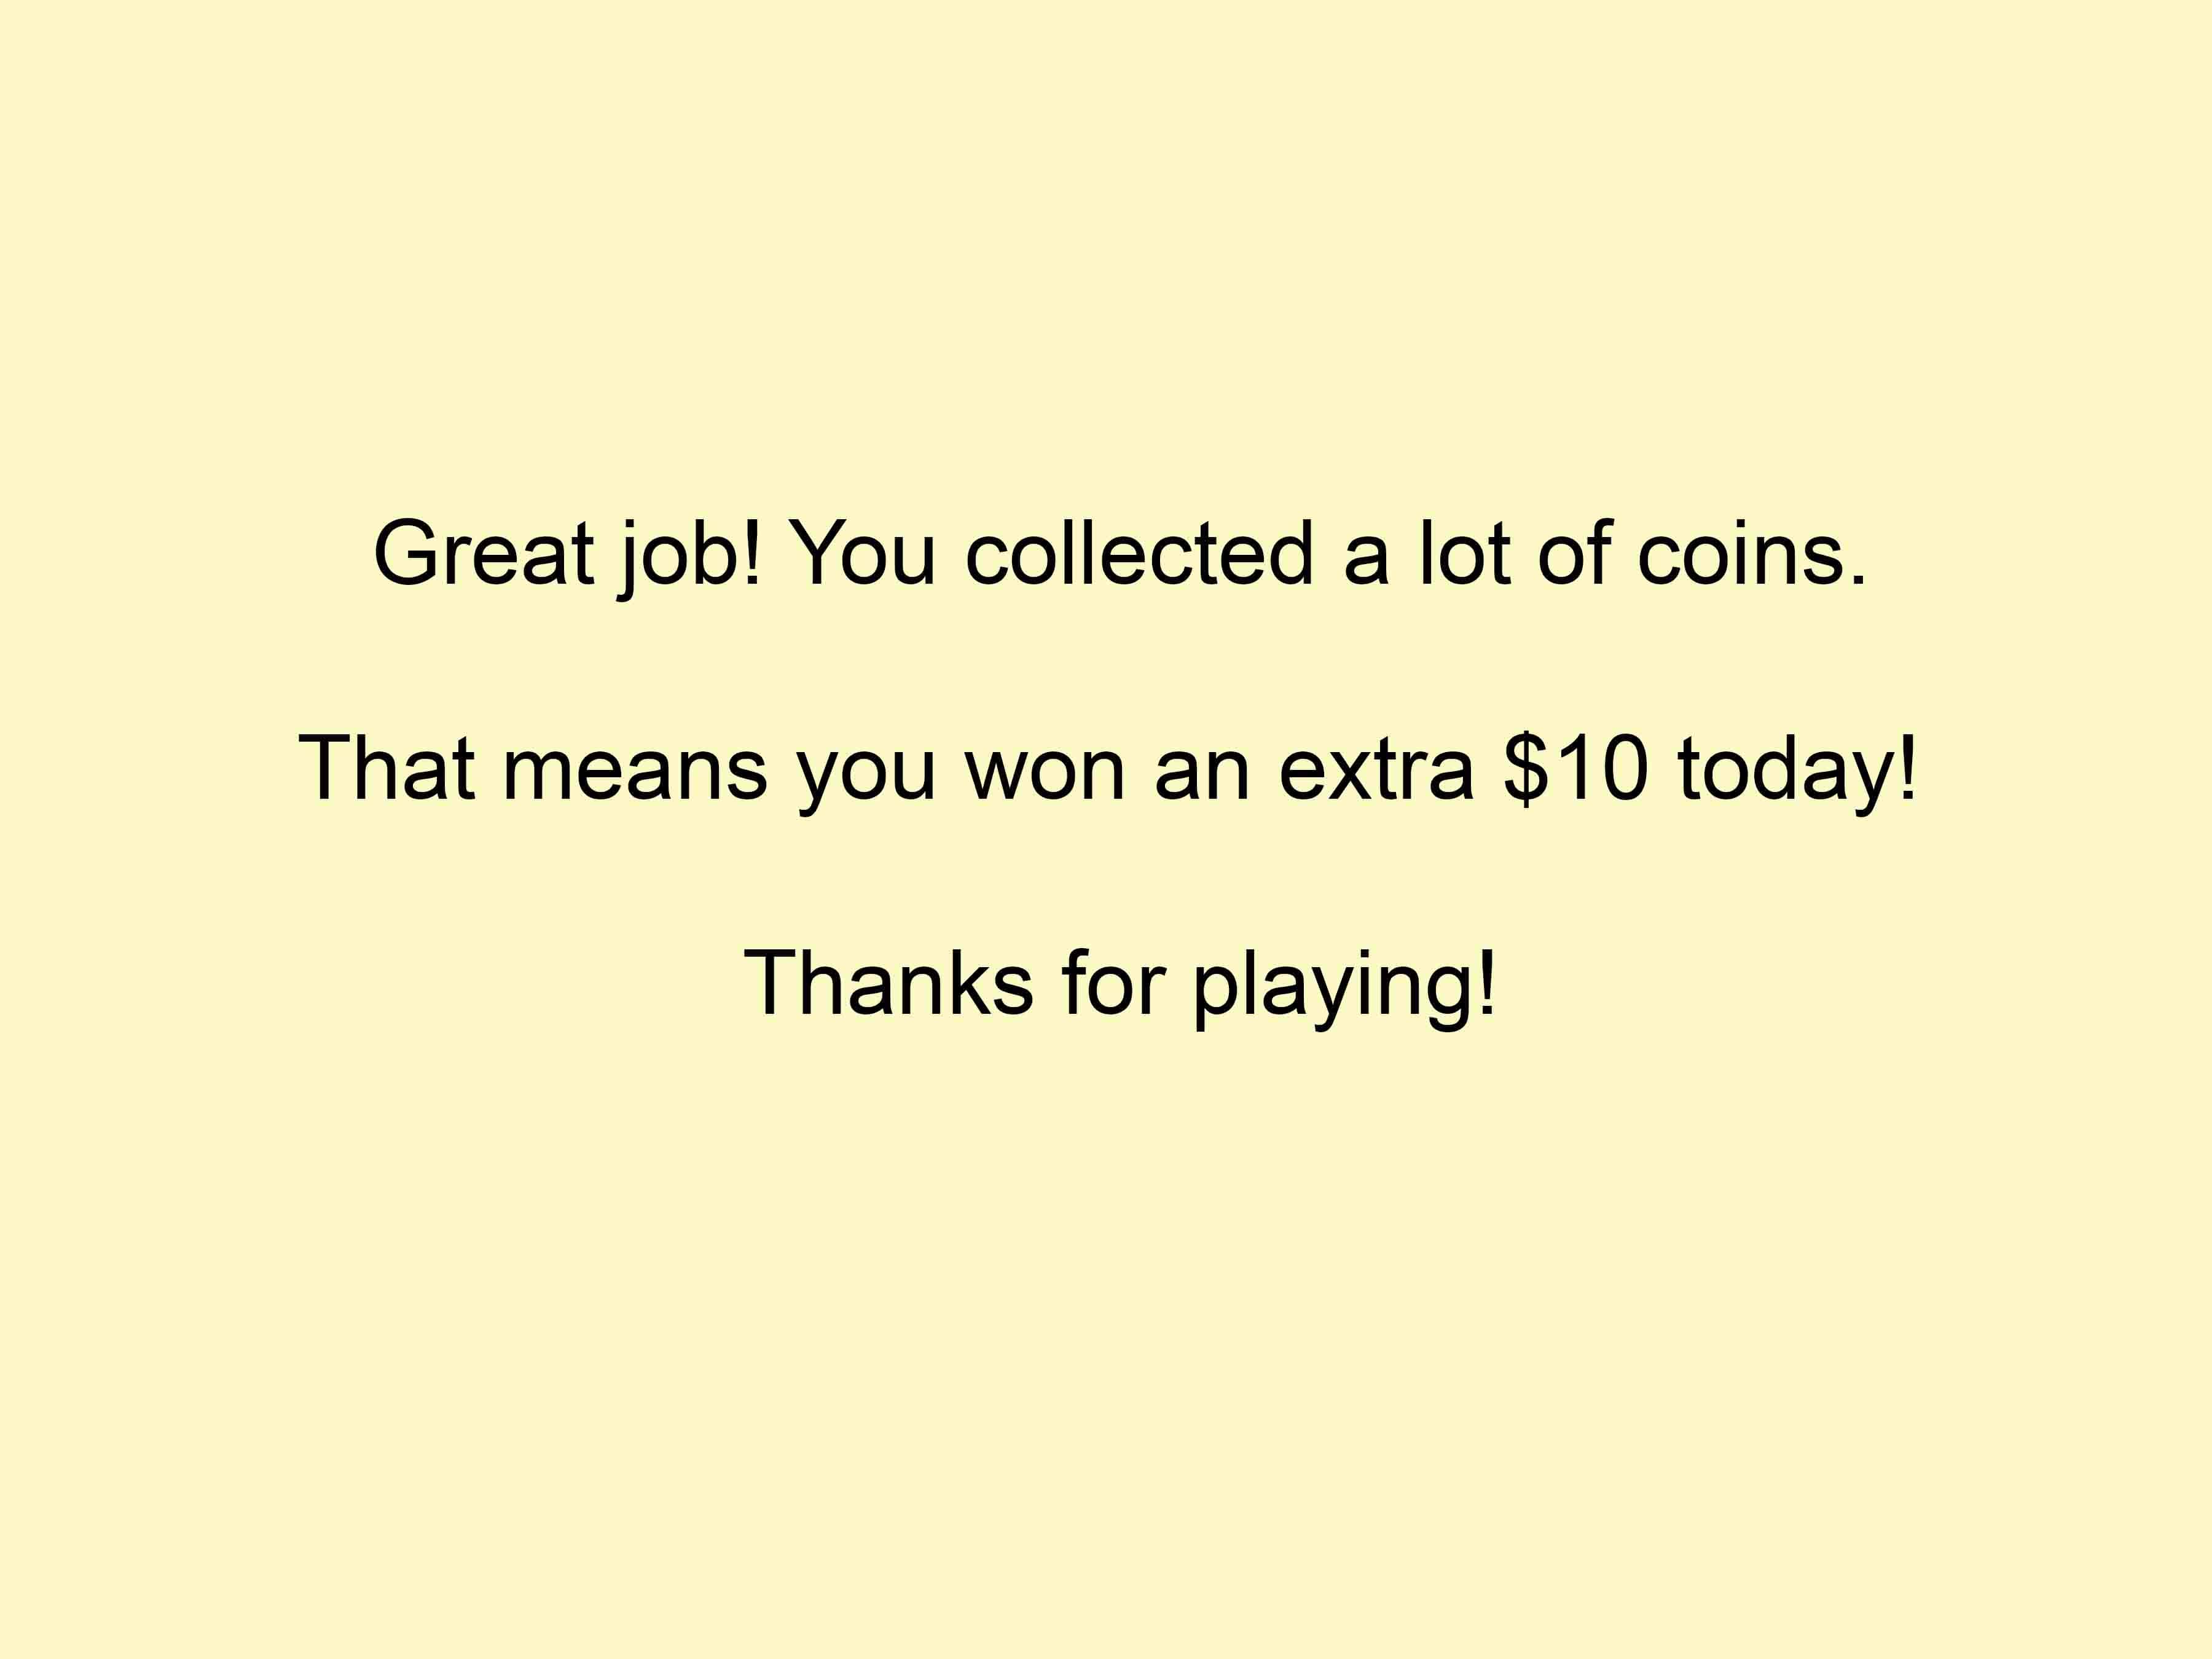 Great job! You collected a lot of coins.
That means you won an extra $10 today!
Thanks for playing!